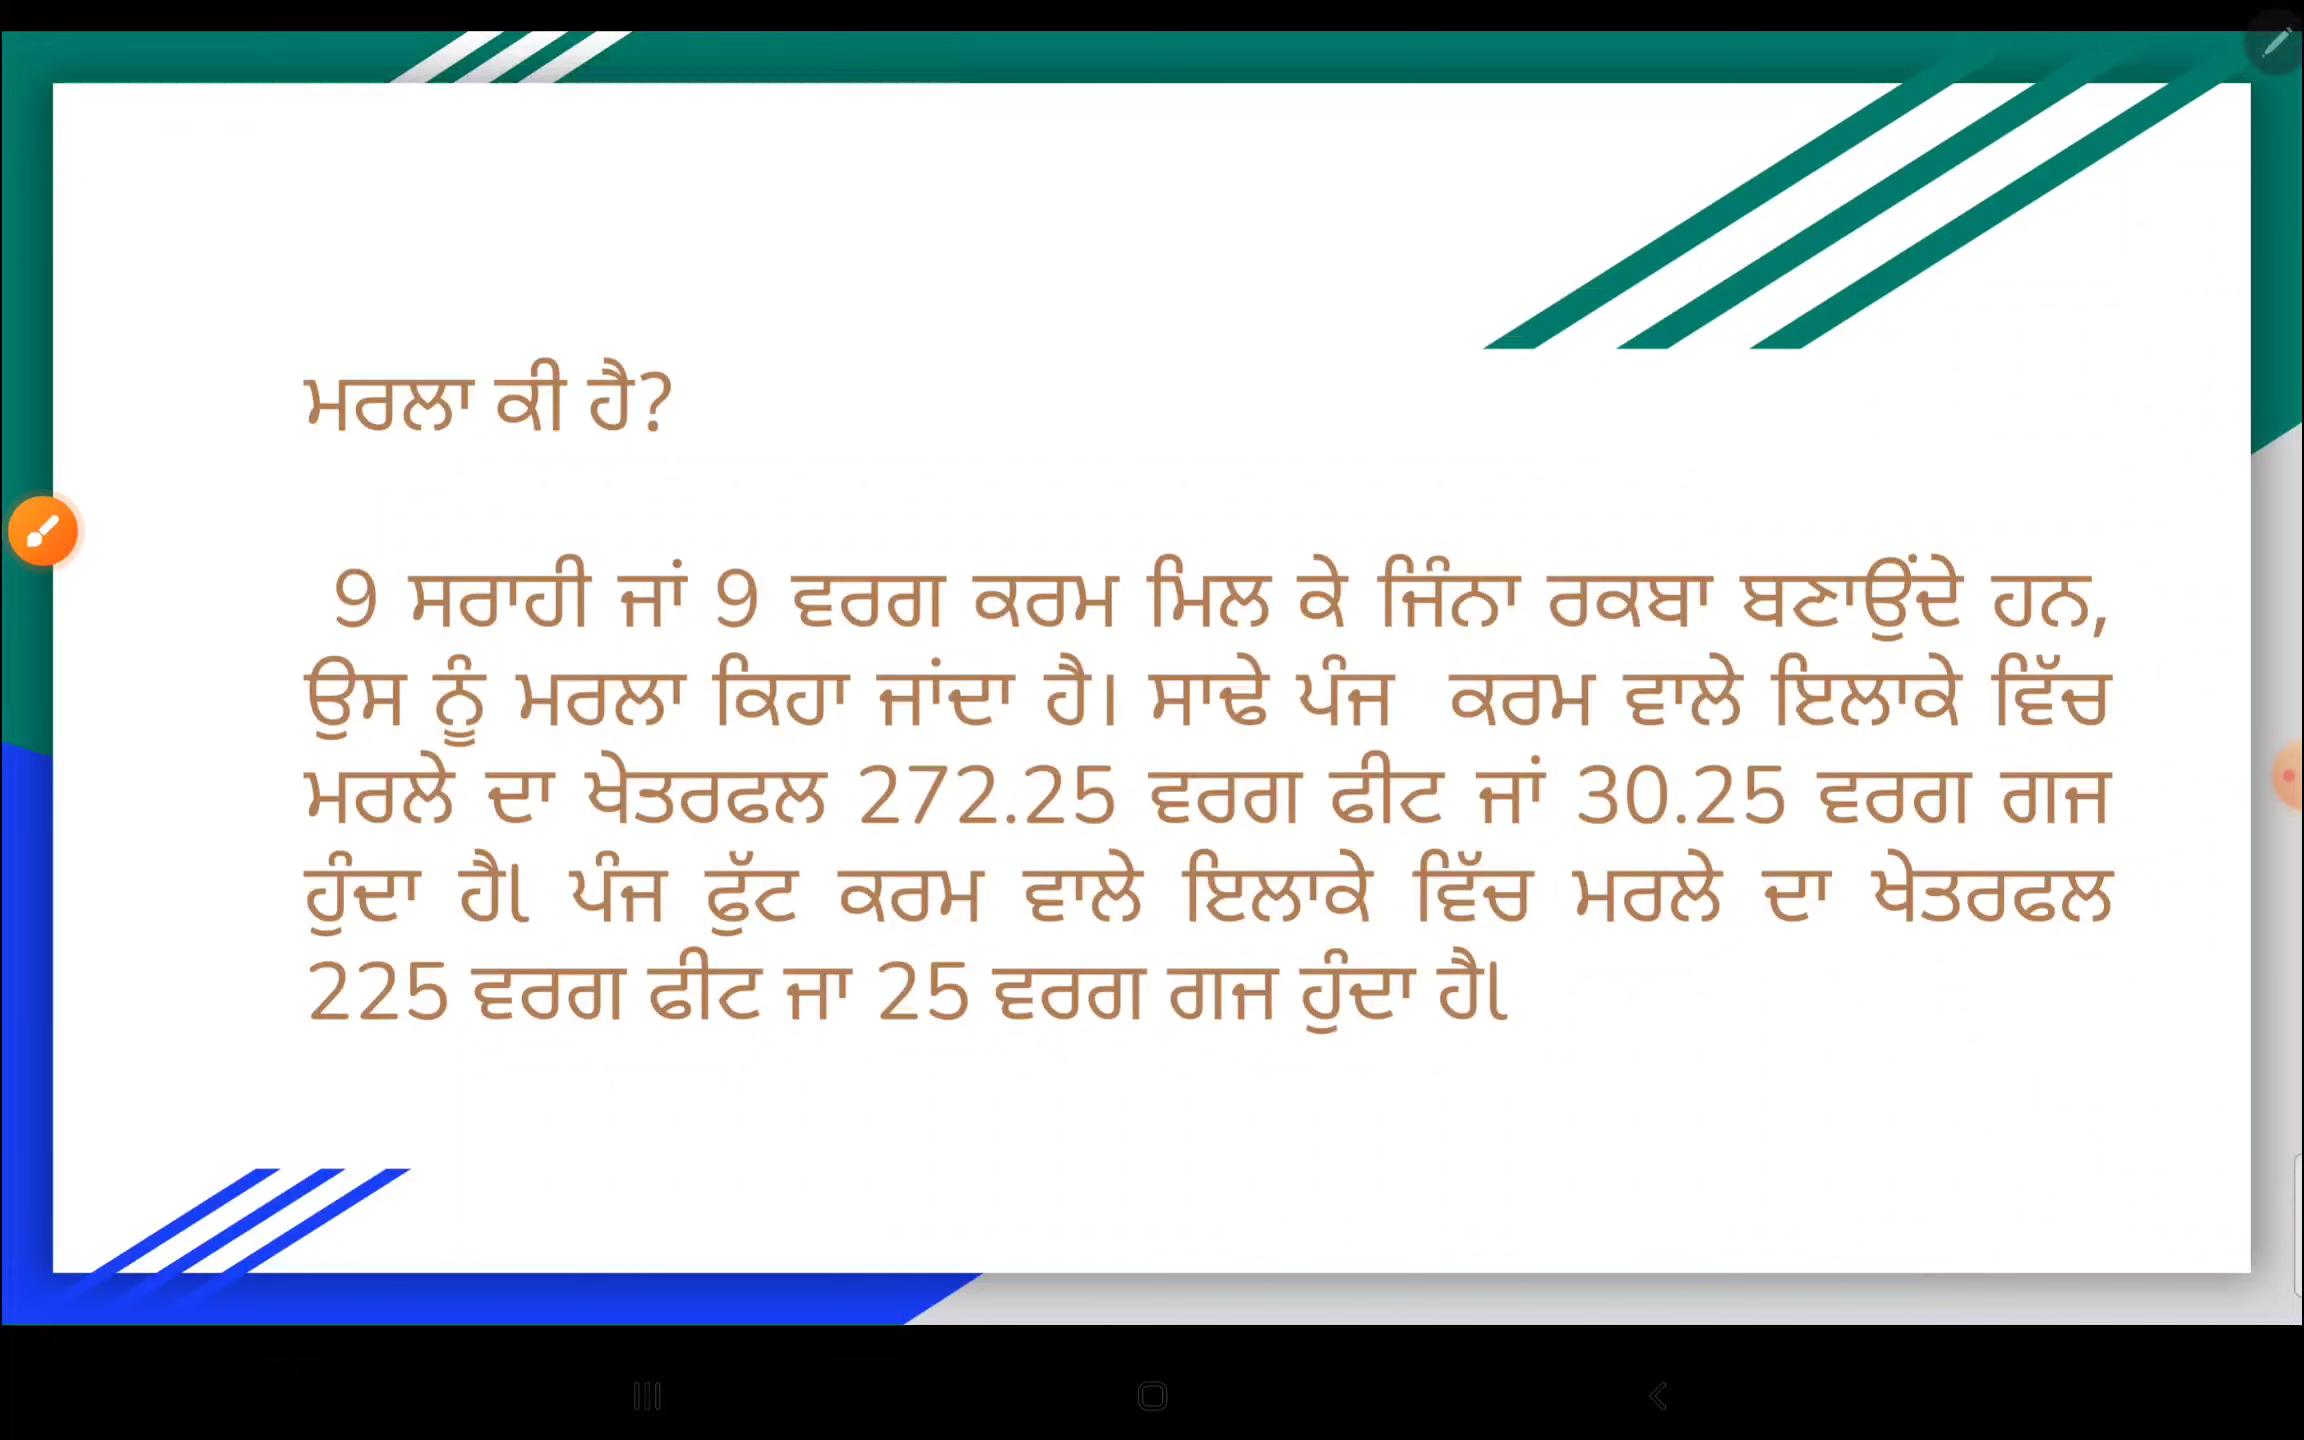 ਮਰਲਾ ਕੀ ਹੈ?
9 ਸਰਾਹੀ ਜਾਂ 9 ਵਰਗ ਕਰਮ ਮਿਲ ਕੇ ਜਿੰਨਾ ਰਕਬਾ ਬਣਾਉਂਦੇ ਹਨ,
ਉਸ ਨੂੰ ਮਰਲਾ ਕਿਹਾ ਜਾਂਦਾ ਹੈ। ਸਾਢੇ ਪੰਜ ਕਰਮ ਵਾਲੇ ਇਲਾਕੇ ਵਿੱਚ
ਮਰਲੇ ਦਾ ਖੇਤਰਫਲ 272.25 ਵਰਗ ਫੀਟ ਜਾਂ 30.25 ਵਰਗ ਗਜ
ਹੁੰਦਾ ਹੈ। ਪੰਜ ਫੁੱਟ ਕਰਮ ਵਾਲੇ ਇਲਾਕੇ ਵਿੱਚ ਮਰਲੇ ਦਾ ਖੇਤਰਫਲ
225 ਵਰਗ ਫੀਟ ਜਾ 25 ਵਰਗ ਗਜ ਹੁੰਦਾ ਹੈ।